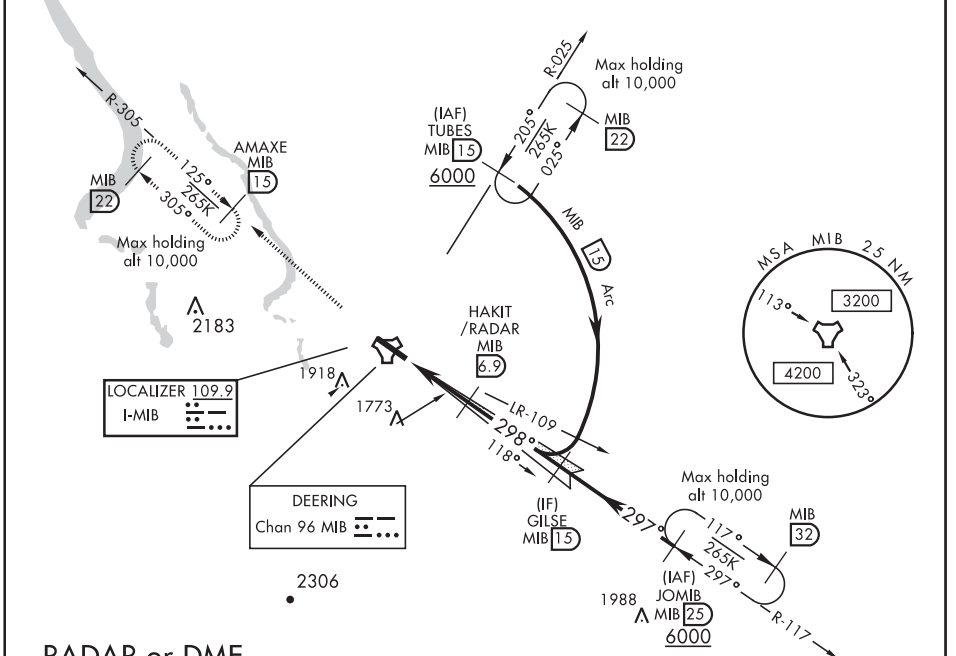 R-025
Max holding
alt 10,000
(IAF)
TUBES
MIB 15
6000
205°
265K
025°
MIB
22
R-305
AMAXE
MIB
15
MIB
22
125°
265K
305°
Max holding
alt 10,000
2183
MIB 15 Arc
MSA MIB 25 NM
113°
3200
4200
323°
HAKIT
/RADAR
MIB
6.9
1918
1773
LOCALIZER 109.9
I-MIB
LR-109
298°
118°
DEERING
Chan 96 MIB
(IF)
GILSE
MIB 15
Max holding
alt 10,000
MIB
32
297°
117°
265K
297°
(IAF)
JOMIB
MIB 25
6000
R-117
2306
1988
RADAR or DME